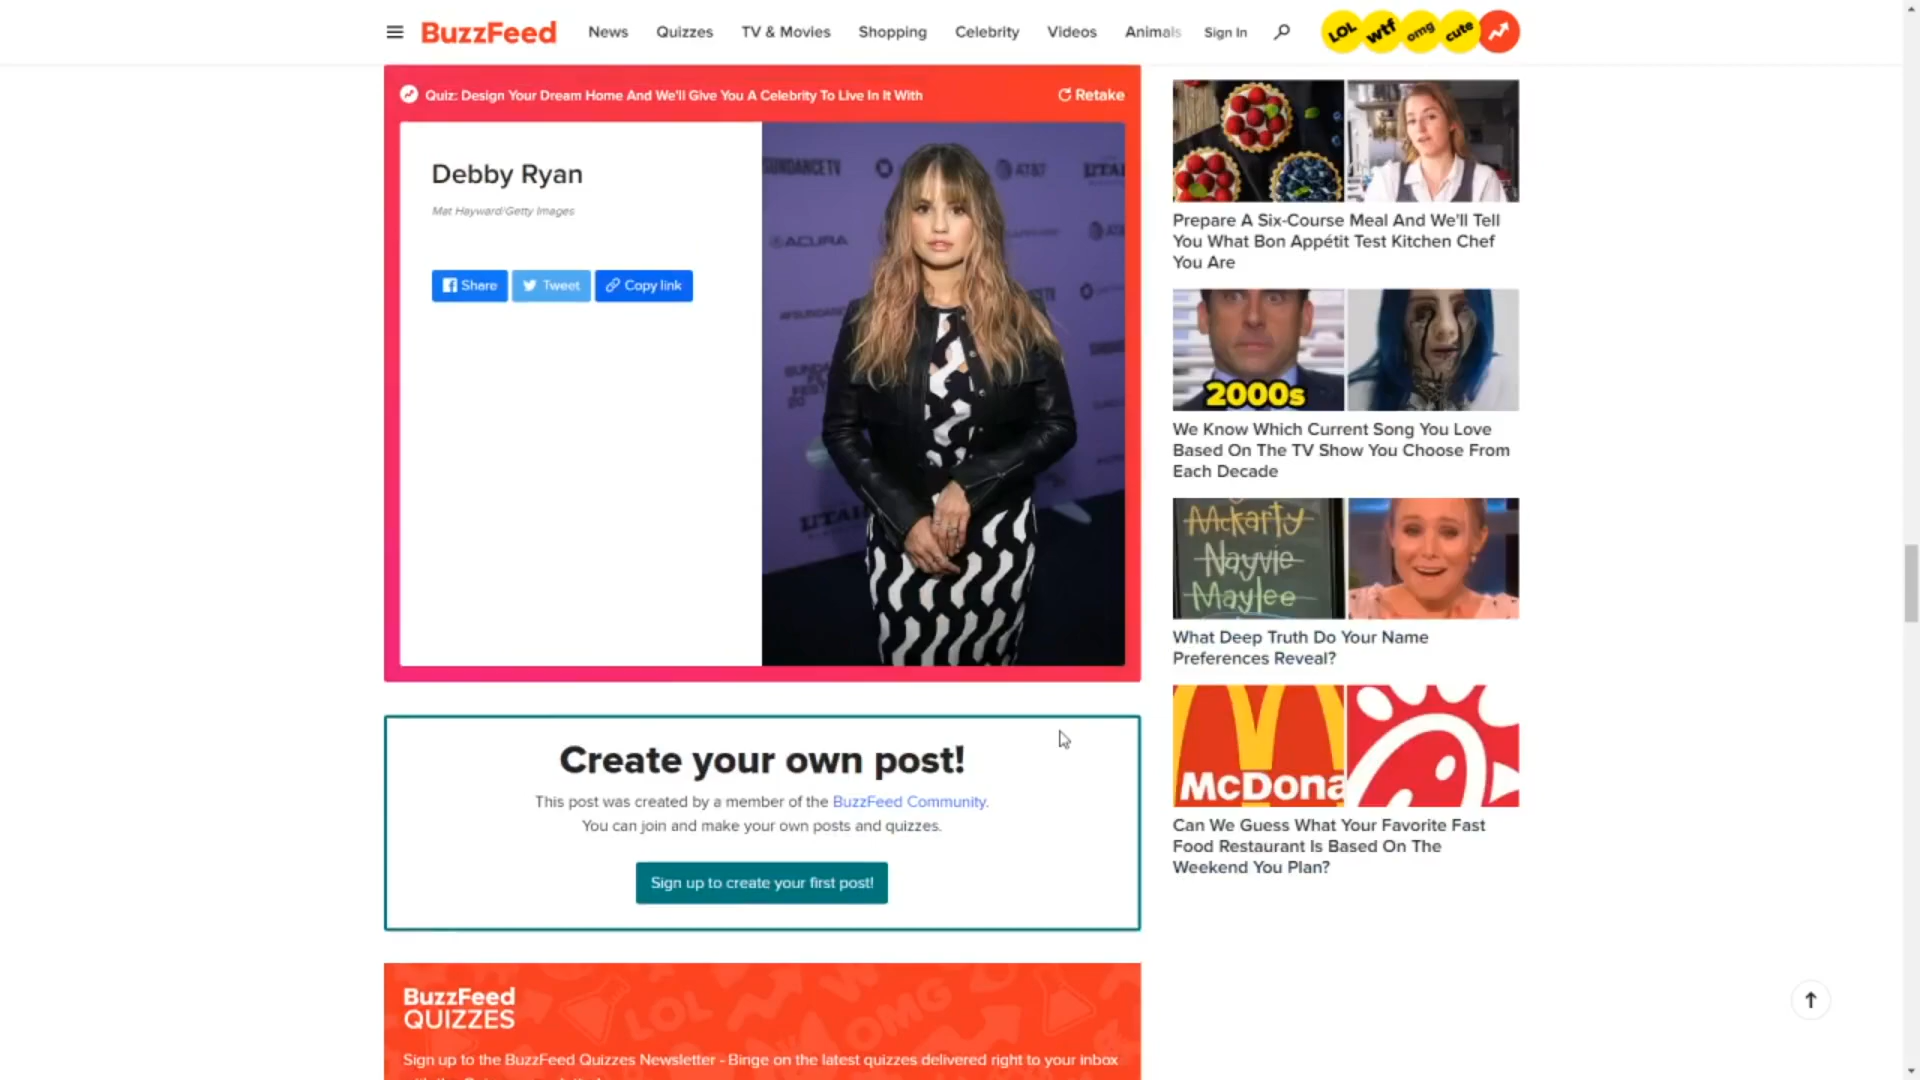 BuzzFeed
News
Quizzes
TV & Movies
Shopping
Celebrity
Videos
Animals
Sign In
LOL
wtf
omg
cute
Quiz: Design Your Dream Home And We'll Give You A Celebrity To Live In It With
Retake
Debby Ryan
Mat Hayward/Getty Images
Share
Tweet
Copy link
SUNDANCE TV
AT&T
UTAH
ACURA
UTAH
Prepare A Six-Course Meal And We'll Tell
You What Bon Appétit Test Kitchen Chef
You Are
2000s
We Know Which Current Song You Love
Based On The TV Show You Choose From
Each Decade
Mckarty
Nayvie
Maylee
What Deep Truth Do Your Name
Preferences Reveal?
McDona
Can We Guess What Your Favorite Fast
Food Restaurant Is Based On The
Weekend You Plan?
Create your own post!
This post was created by a member of the BuzzFeed Community.
You can join and make your own posts and quizzes.
Sign up to create your first post!
BuzzFeed
QUIZZES
LOL
OMG
Sign up to the BuzzFeed Quizzes Newsletter - Binge on the latest quizzes delivered right to your inbox